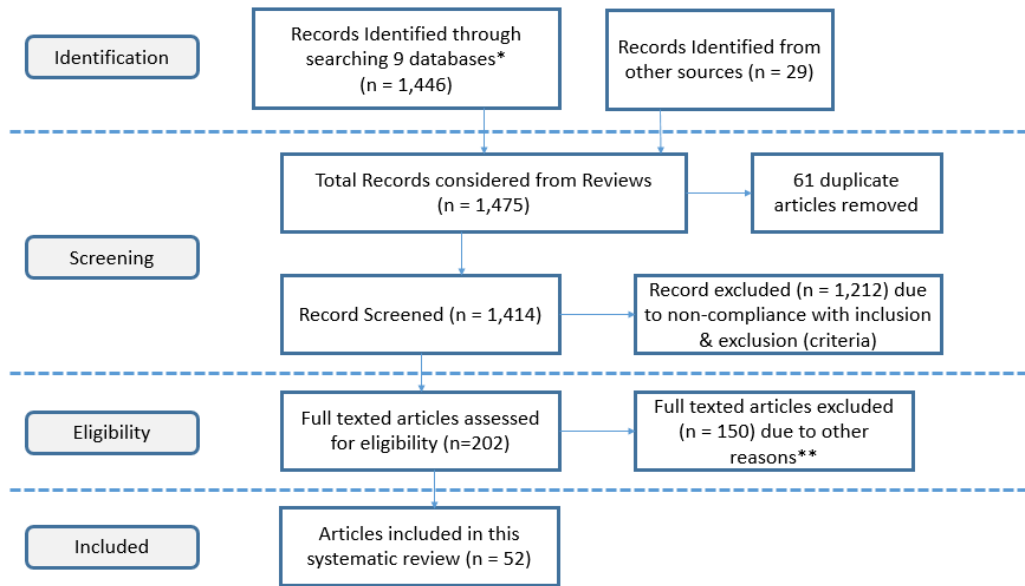 Identification
Records Identified through
searching 9 databases*
(n = 1,446)
Records Identified from
other sources (n = 29)
Screening
Total Records considered from Reviews
(n = 1,475)
61 duplicate
articles removed
Record Screened (n = 1,414)
Record excluded (n = 1,212) due
to non-compliance with inclusion
& exclusion (criteria)
Eligibility
Full texted articles assessed
for eligibility (n=202)
Full texted articles excluded
(n = 150) due to other
reasons**
Included
Articles included in this
systematic review (n = 52)